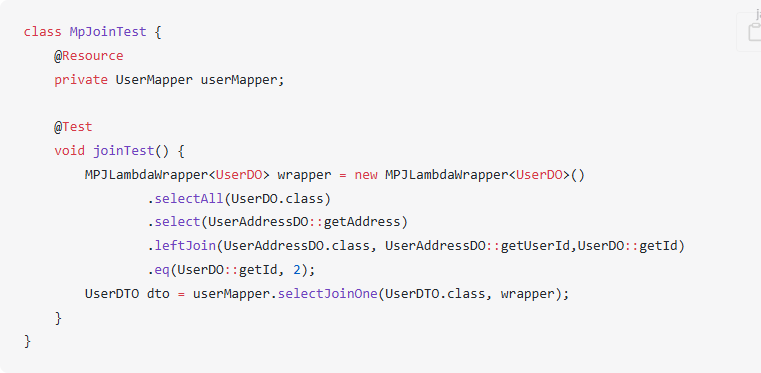 class MpJoinTest {
    @Resource
    private UserMapper userMapper;

    @Test
    void joinTest() {
        MPJLambdaWrapper<UserDO> wrapper = new MPJLambdaWrapper<UserDO>()
                .selectAll(UserDO.class)
                .select(UserAddressDO::getAddress)
                .leftJoin(UserAddressDO.class, UserAddressDO::getUserId,UserDO::getId)
                .eq(UserDO::getId, 2);
        UserDTO dto = userMapper.selectJoinOne(UserDTO.class, wrapper);
    }
}